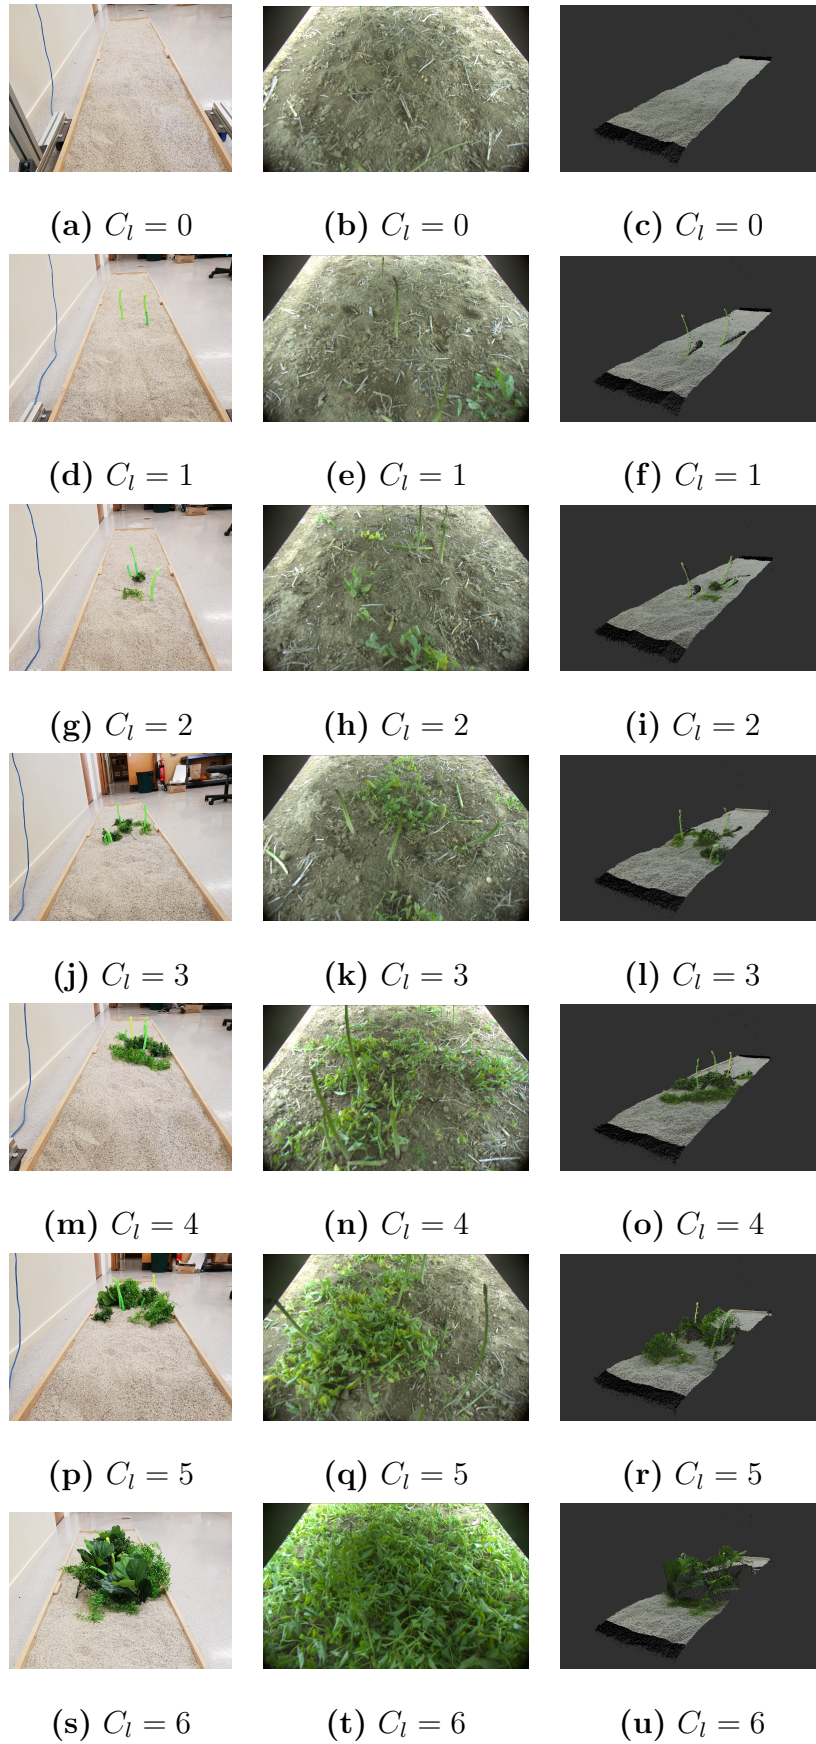 (a) C_l = 0 (b) C_l = 0 (c) C_l = 0
(d) C_l = 1 (e) C_l = 1 (f) C_l = 1
(g) C_l = 2 (h) C_l = 2 (i) C_l = 2
(j) C_l = 3 (k) C_l = 3 (l) C_l = 3
(m) C_l = 4 (n) C_l = 4 (o) C_l = 4
(p) C_l = 5 (q) C_l = 5 (r) C_l = 5
(s) C_l = 6 (t) C_l = 6 (u) C_l = 6